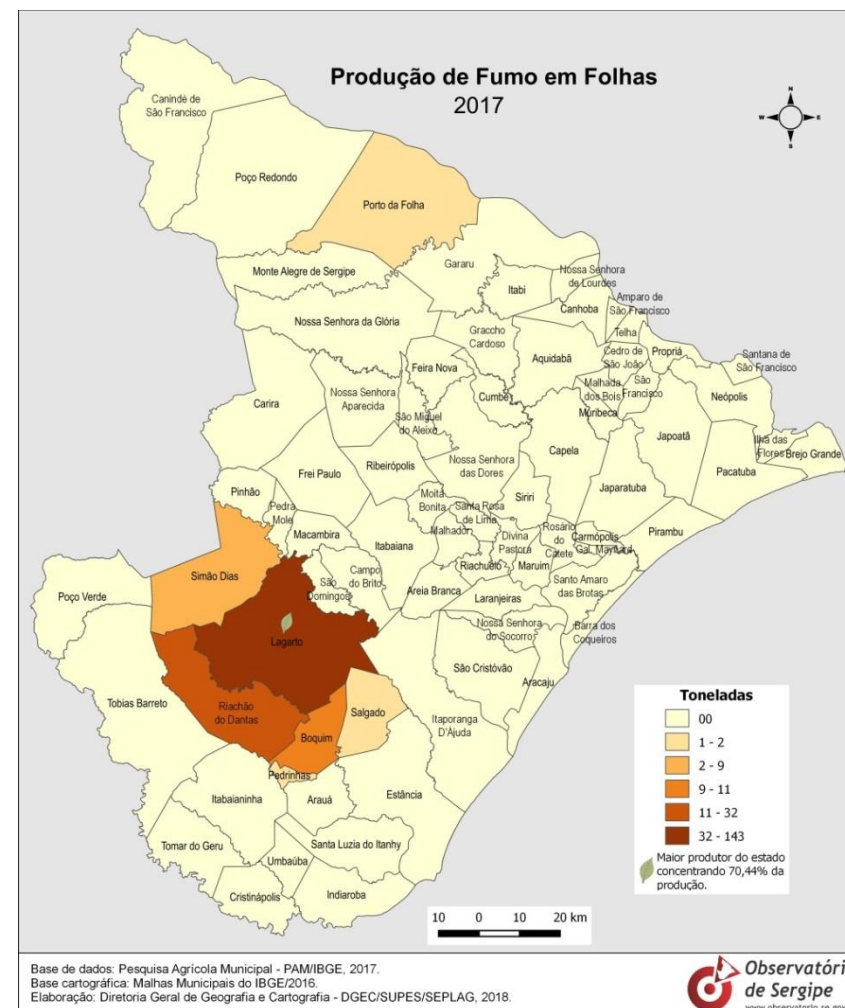 Produção de Fumo em Folhas
2017
N
W
E
S
Canindé de
São Francisco
Poço Redondo
Porto da Folha
Monte Alegre de Sergipe
Gararu
Itabi
Nossa Senhora
de Lourdes
Canhoba
Amparo de
São Francisco
Nossa Senhora da Glória
Graccho
Cardoso
Aquidabã
Telha
Cedro de
São João
Propriá
Santana de
São Francisco
Feira Nova
Carira
Nossa Senhora
Aparecida
São Miguel
do Aleixo
Cumbe
Malhada
dos Bois
São
Francisco
Muribeca
Neópolis
Japoatã
Ilha das
Flores
Brejo Grande
Pacatuba
Frei Paulo
Ribeirópolis
Nossa Senhora
das Dores
Capela
Japaratuba
Pinhão
Pedra
Mole
Macambira
Moita
Bonita
Santa Rosa
de Lima
Siriri
Malhador
Itabaiana
Divina
Pastora
Rosário
do
Catete
Carmópolis
Gal. Maynard
Pirambu
Riachuelo
Maruim
Simão Dias
Poço Verde
São
Domingos
Campo
do Brito
Areia Branca
Laranjeiras
Santo Amaro
das Brotas
Nossa Senhora
do Socorro
Barra dos
Coqueiros
Lagarto
São Cristóvão
Aracaju
Tobias Barreto
Riachão
do Dantas
Salgado
Itaporanga
D'Ajuda
Boquim
Pedrinhas
Itabaianinha
Arauá
Estância
Tomar do Geru
Santa Luzia do Itanhy
Umbaúba
Cristinápolis
Indiaroba
Toneladas
00
1 - 2
2 - 9
9 - 11
11 - 32
32 - 143
Maior produtor do estado
concentrando 70,44% da
produção.
10 0 10 20 km
Base de dados: Pesquisa Agrícola Municipal - PAM/IBGE, 2017.
Base cartográfica: Malhas Municipais do IBGE/2016.
Elaboração: Diretoria Geral de Geografia e Cartografia - DGEC/SUPES/SEPLAG, 2018.
Observatóri
de Sergipe
www.observatorio.se.gov